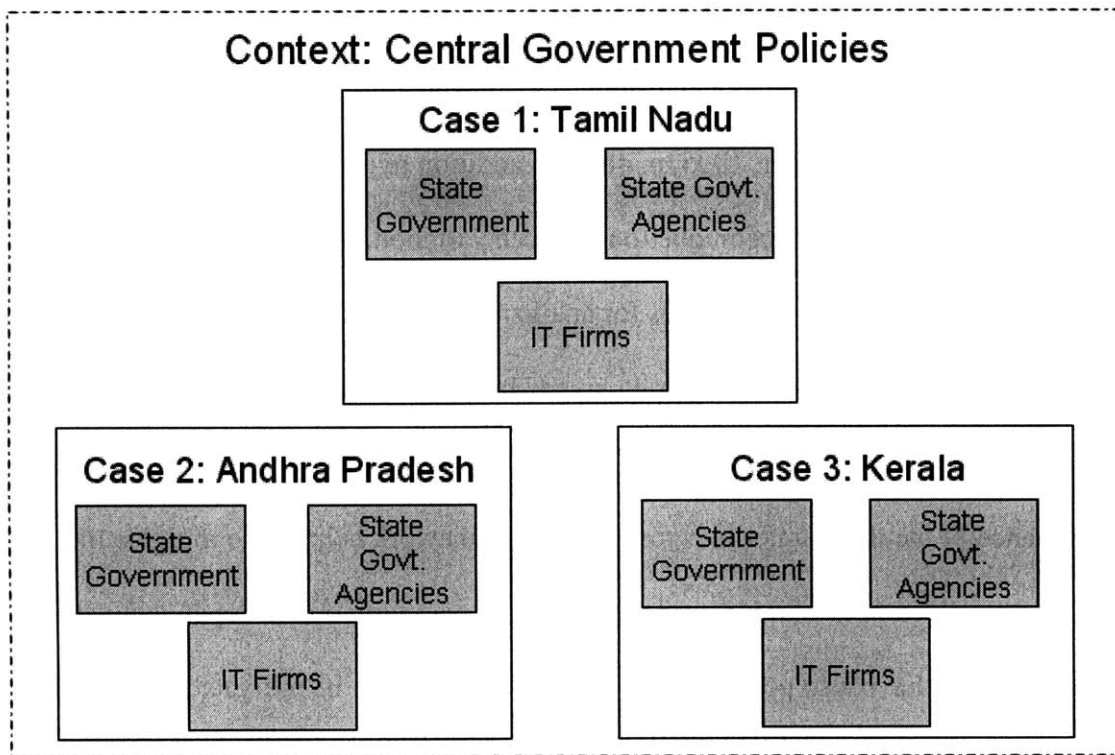 Context: Central Government Policies
Case 1: Tamil Nadu
State
Government
State Govt.
Agencies
IT Firms
Case 2: Andhra Pradesh
State
Government
State
Govt.
Agencies
IT Firms
Case 3: Kerala
State
Government
State
Govt.
Agencies
IT Firms